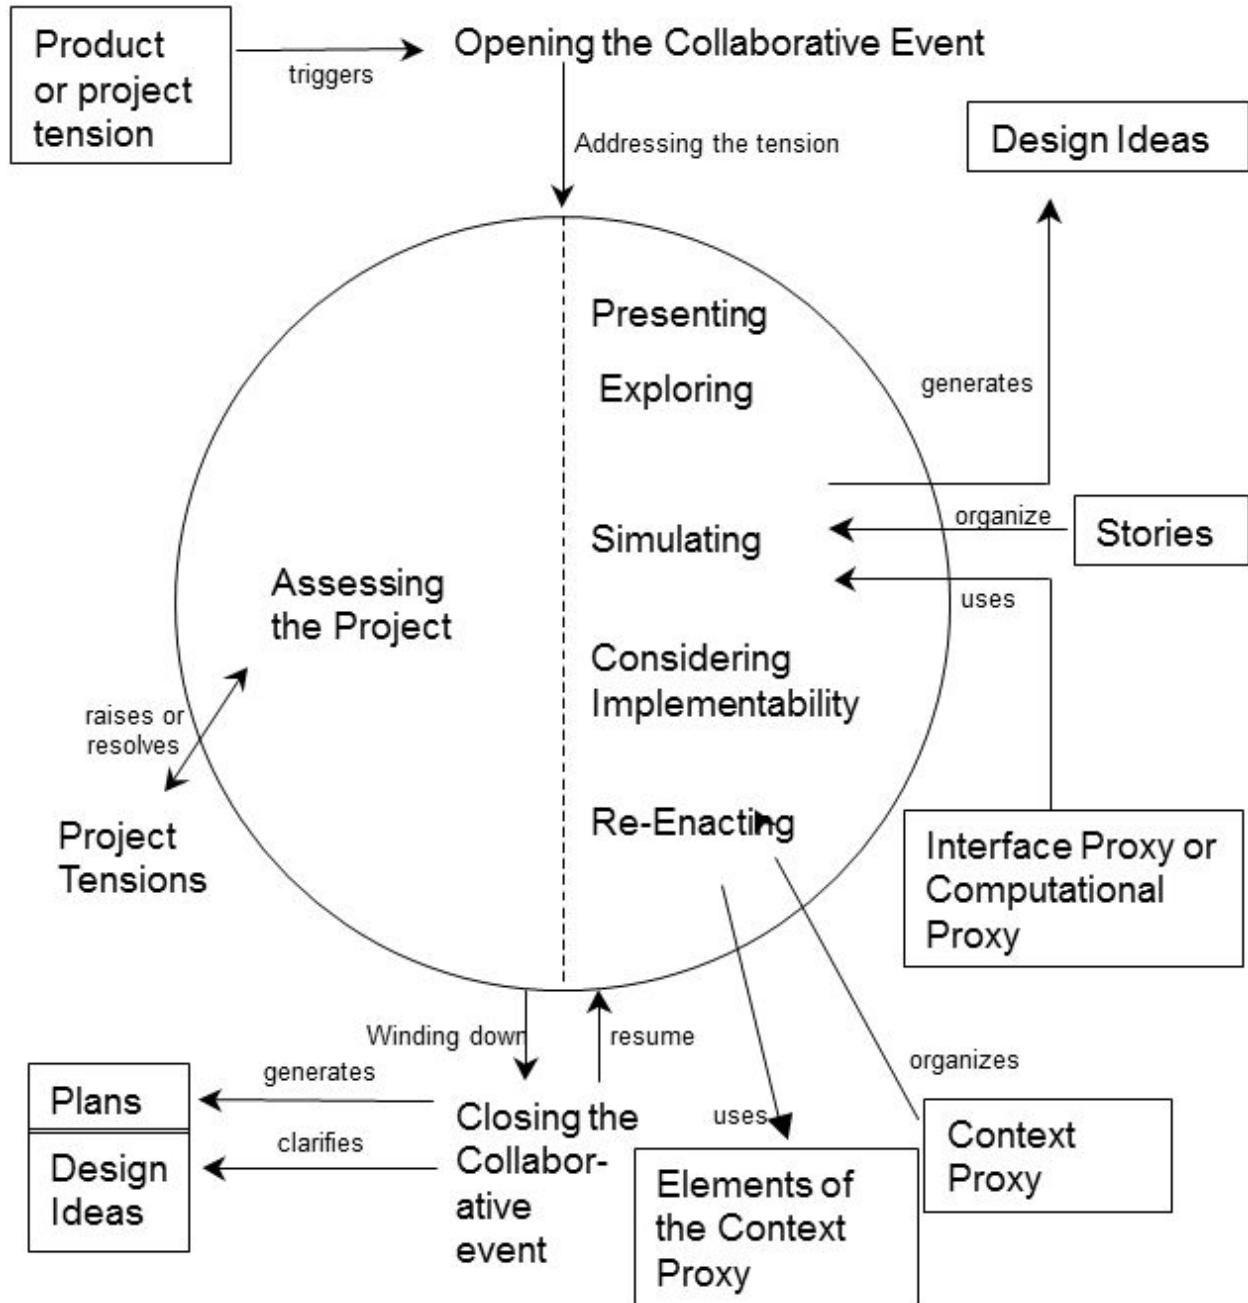 Product
or project
tension
triggers
Opening the Collaborative Event
Addressing the tension
Design Ideas
Presenting
Exploring
generates
Simulating
organize
Stories
uses
Assessing
the Project
Considering
Implementability
raises or
resolves
Project
Tensions
Re-Enacting
Interface Proxy or
Computational
Proxy
Winding down
resume
organizes
generates
Plans
clarifies
Design
Ideas
Closing the
Collabor-
ative
event
uses
Elements of
the Context
Proxy
Context
Proxy